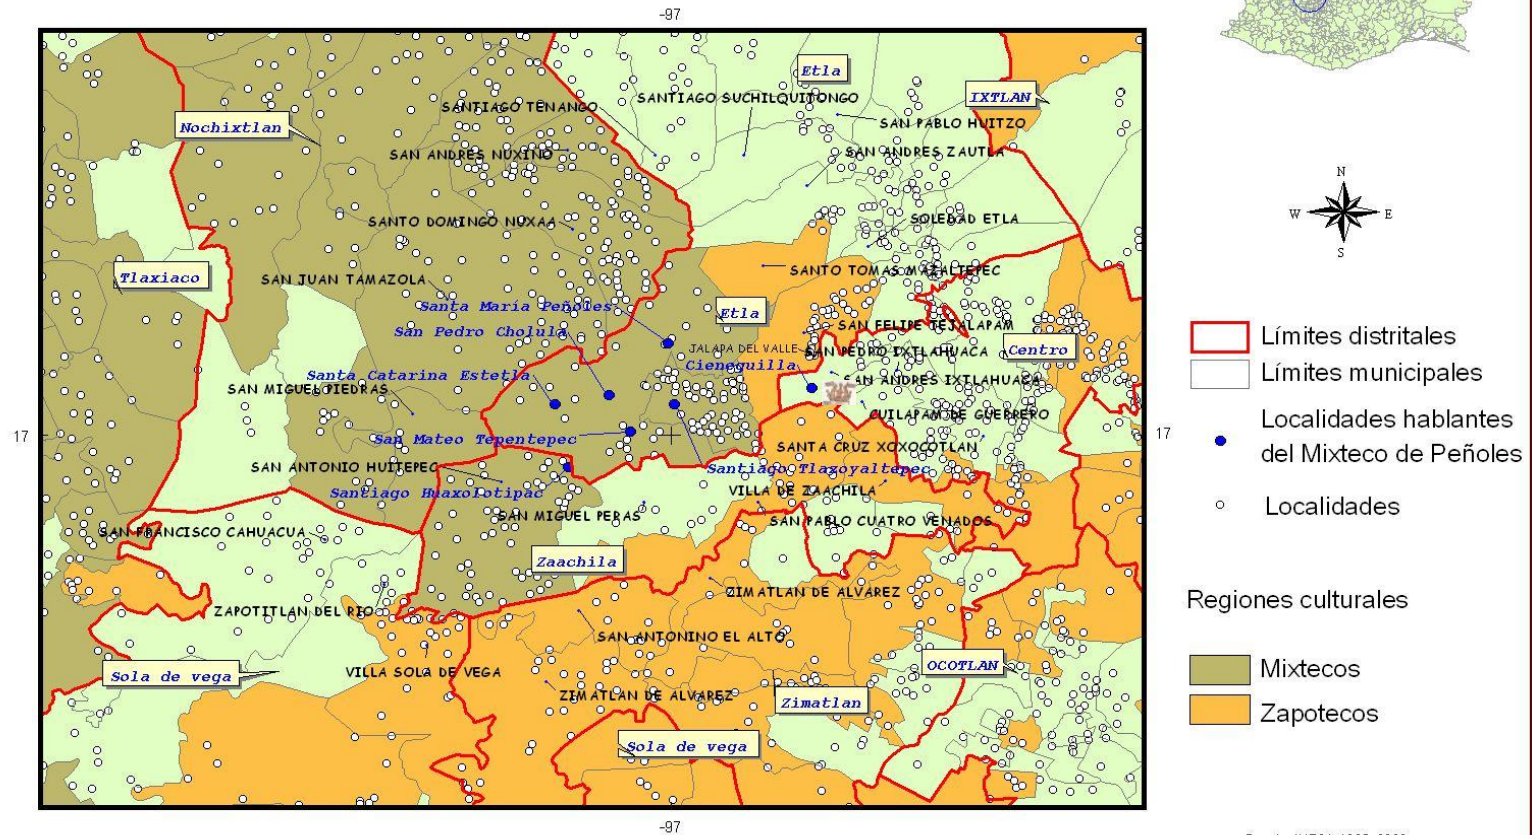 -97
Etla
SANTIAGO SUCHILQUITONGO
IXTLAN
SANTIAGO TENANGO
Nochixtlan
SAN PABLO HUITZO
SAN ANDRES NUXIÑO
SAN ANDRES ZAUTLA
SANTO DOMINGO NUXAA
SOLEDAD ETLA
Tlaxiaco
SAN JUAN TAMAZOLA
SANTO TOMAS MAZALTEPEC
Santa María Peñoles
Etla
San Pedro Cholula
SAN FELIPE TEJALAPAM
JALAPA DEL VALLE
SAN PEDRO IXTLAHUACA
Centro
Cieneguilla
Santa Catarina Estetla
SAN ANDRES IXTLAHUACA
SAN MIGUEL PIEDRAS
CUILAPAM DE GUERRERO
17
San Mateo Tepentepec
SANTA CRUZ XOXOCOTLAN
17
SAN ANTONIO HUITEPEC
Santiago Tlazoyaltepec
Santiago Huaxolotipac
VILLA DE ZAACHILA
SAN MIGUEL PERAS
SAN PABLO CUATRO VENADOS
SAN FRANCISCO CAHUACUA
Zaachila
ZIMATLAN DE ALVAREZ
ZAPOTITLAN DEL RIO
SAN ANTONINO EL ALTO
Sola de vega
VILLA SOLA DE VEGA
OCOTLAN
ZIMATLAN DE ALVAREZ
Zimatlan
Sola de vega
-97
N
W E
S
Límites distritales
Límites municipales
Localidades hablantes
del Mixteco de Peñoles
Localidades
Regiones culturales
Mixtecos
Zapotecos